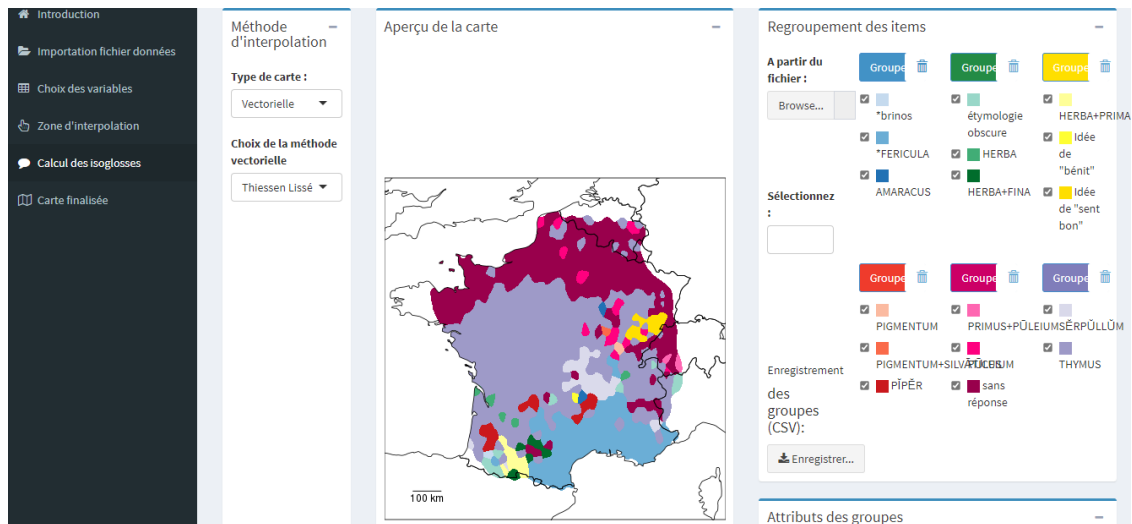 Introduction
Importation fichier données
Choix des variables
Zone d'interpolation
Calcul des isoglosses
Carte finalisée
Méthode
d'interpolation
Type de carte :
Vectorielle
Choix de la méthode
vectorielle
Thiessen Lissé
Aperçu de la carte
100 km
Regroupement des items
A partir du
fichier :
Browse...
Sélectionnez
:
Enregistrement
des
groupes
(CSV):
Enregistrer...
Groupe
*brinos
*FERICULA
AMARACUS
Groupe
étymologie
obscure
HERBA
HERBA+FINA
Groupe
HERBA+PRIMA
Idée
de
"bénit"
Idée
de "sent
bon"
Groupe
PIGMENTUM
PIGMENTUM+SILV
PĬPĔR
Groupe
PRIMUS+PŪLEIUM
sans
réponse
Groupe
SĔRPŬLLŬM
THYMUS
Attributs des groupes